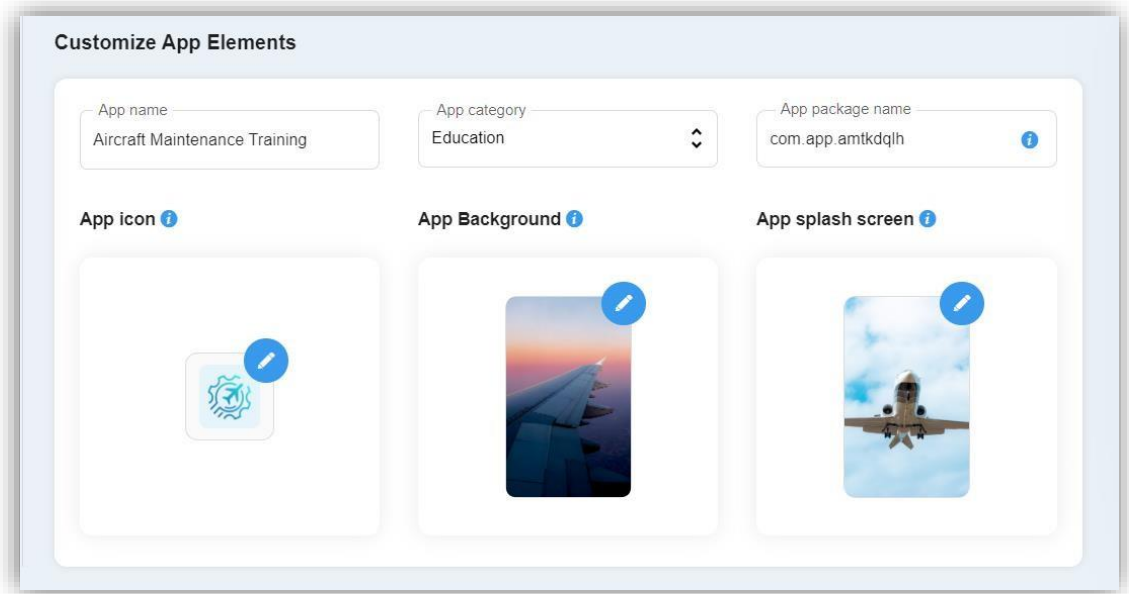 Customize App Elements
App name
Aircraft Maintenance Training
App category
Education
App package name
com.app.amtkdqlh
App icon
App Background
App splash screen